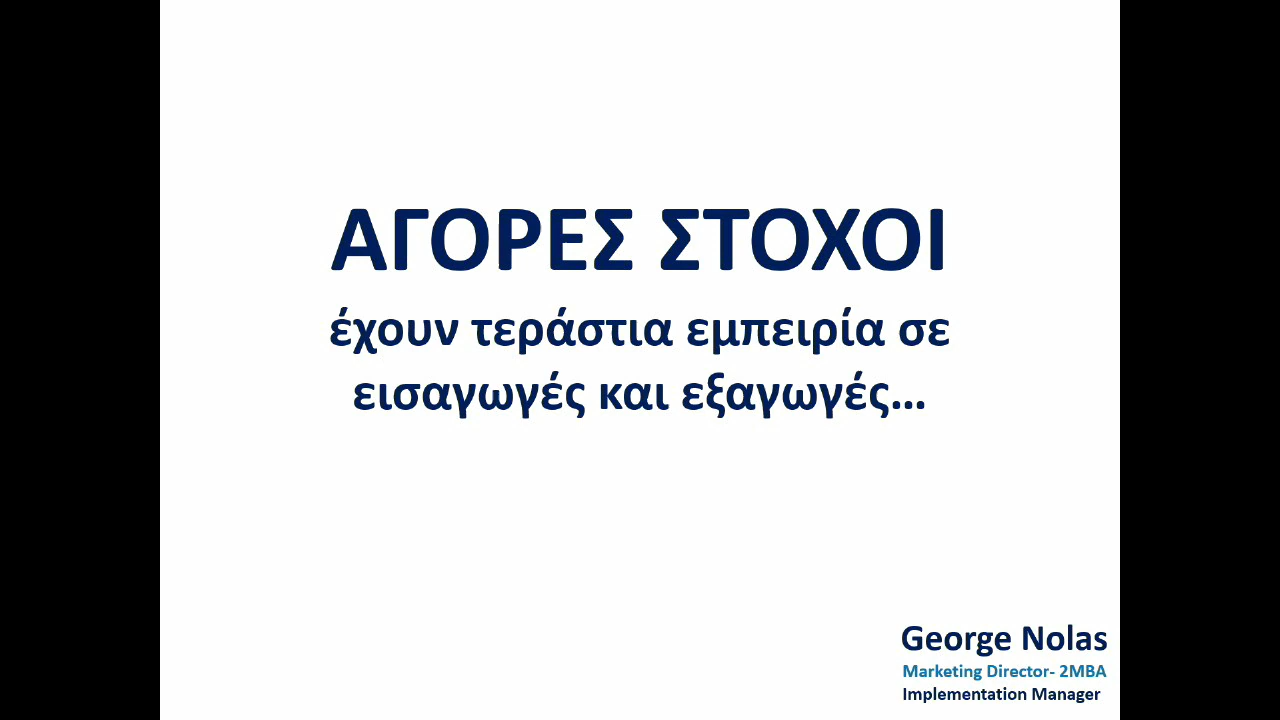 ΑΓΟΡΕΣ ΣΤΟΧΟΙ
έχουν τεράστια εμπειρία σε
εισαγωγές και εξαγωγές...
George Nolas
Marketing Director- 2MBA
Implementation Manager